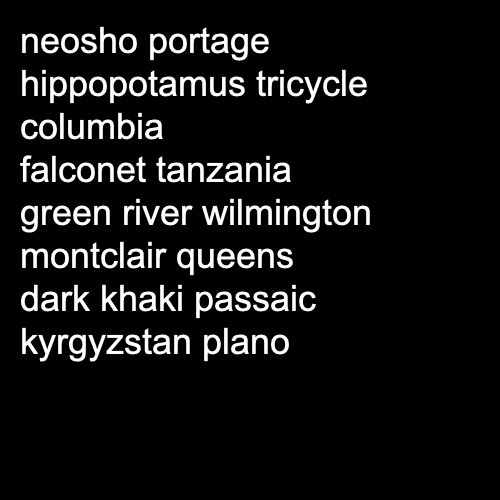 neosho portage
hippopotamus tricycle
columbia
falconet tanzania
green river wilmington
montclair queens
dark khaki passaic
kyrgyzstan plano